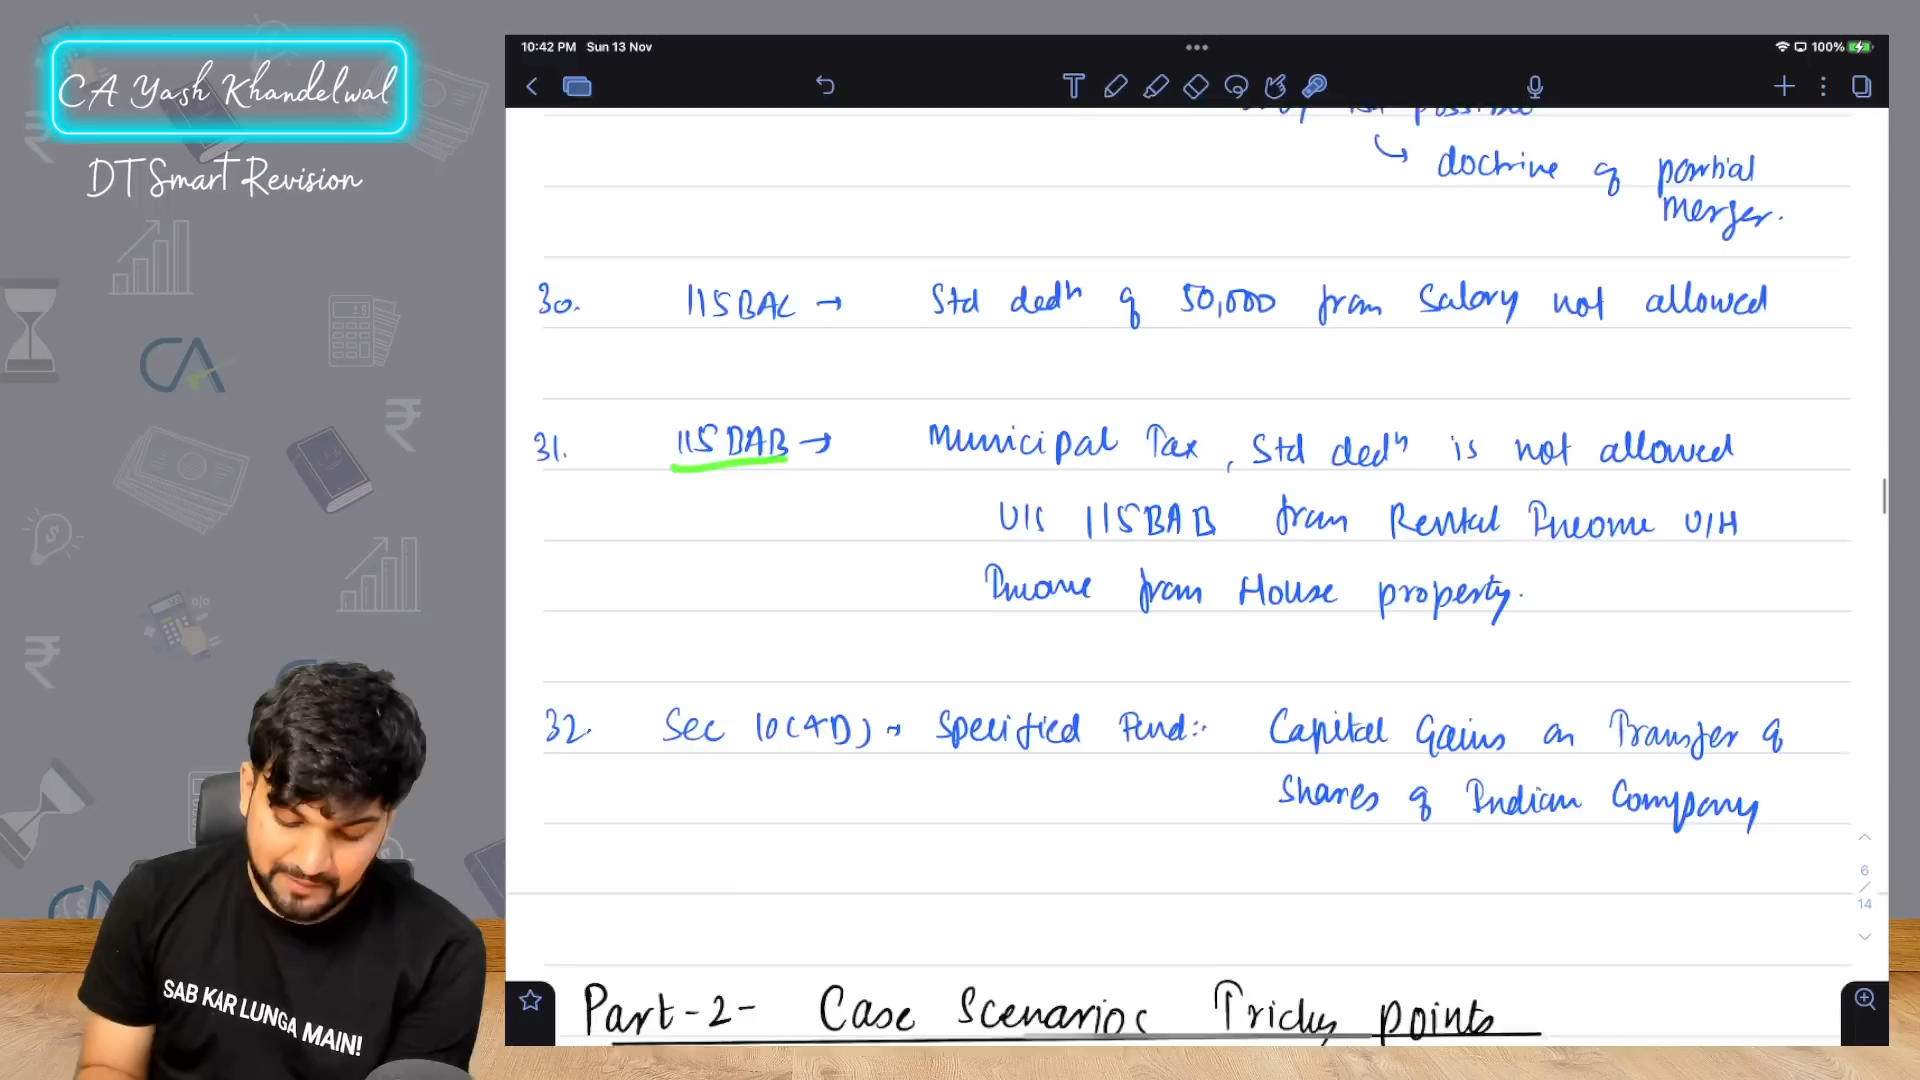 CA Yash Khandelwal
DT Smart Revision
10:42 PM Sun 13 Nov
100%
possible
↳ doctrine of partial
merger.
30. 115BAC → Std dedn of 50,000 from Salary not allowed
31. 115BAB → Municipal Tax, Std dedn is not allowed
U/S 115BAB from Rental Income U/H
Income from House property.
32. Sec 10(4D) → Specified Fund:- Capital Gains on Transfer of
Shares of Indian Company
6
/
14
Part-2- Case Scenarios Tricky points
SAB KAR LUNGA MAIN!
CA